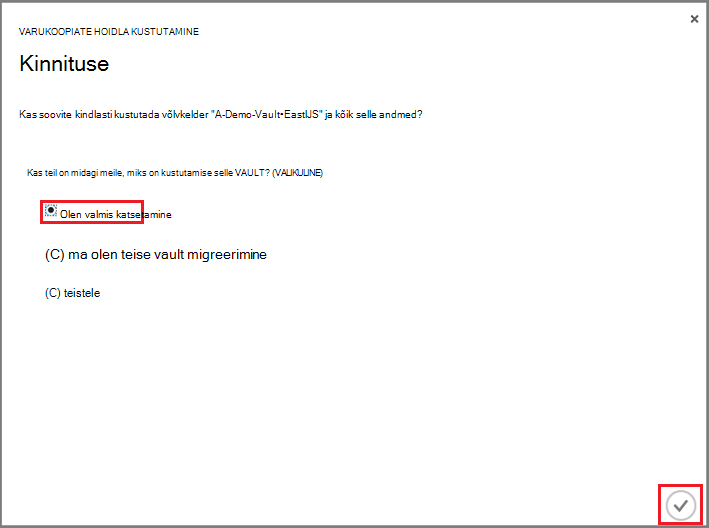 VARUKOOPIATE HOIDLA KUSTUTAMINE
Kinnituse
Kas soovite kindlasti kustutada võlvkelder "A-Demo-Vault•EastIJS" ja kõik selle andmed?
Kas teil on midagi meile, miks on kustutamise selle VAULT? (VALIKULINE)
Olen valmis katsetamine
(C) ma olen teise vault migreerimine
(C) teistele